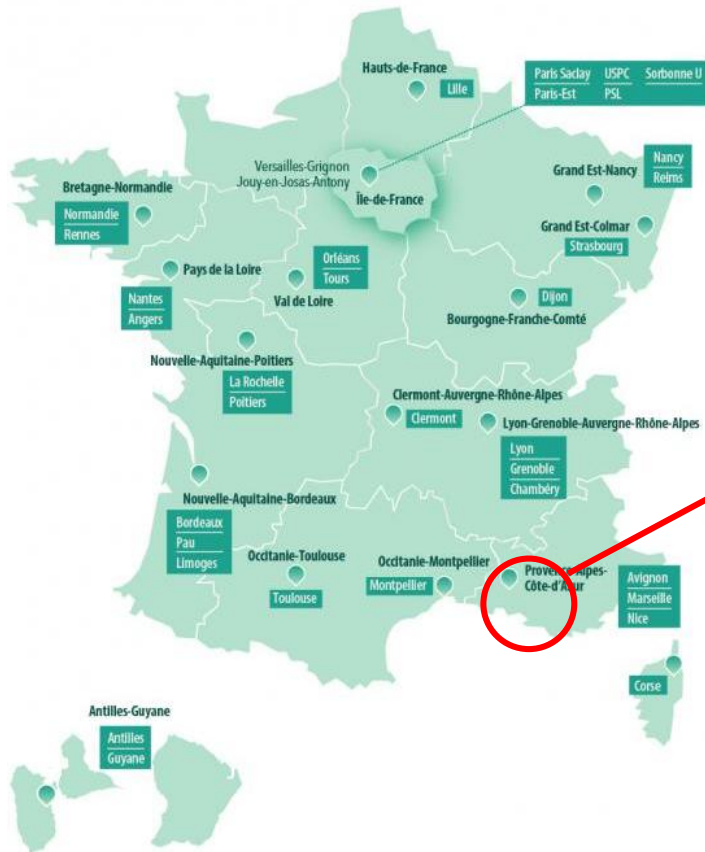 Hauts-de-France
Lille
Paris Saclay USPC Sorbonne U
Paris-Est PSL
Versailles-Grignon
Jouy-en-Josas-Antony
Île-de-France
Grand Est-Nancy
Nancy
Reims
Grand Est-Colmar
Strasbourg
Bretagne-Normandie
Normandie
Rennes
Pays de la Loire
Nantes
Angers
Orléans
Tours
Val de Loire
Dijon
Bourgogne-Franche-Comté
Nouvelle-Aquitaine-Poitiers
La Rochelle
Poitiers
Clermont-Auvergne-Rhône-Alpes
Clermont
Lyon-Grenoble-Auvergne-Rhône-Alpes
Lyon
Grenoble
Chambéry
Nouvelle-Aquitaine-Bordeaux
Bordeaux
Pau
Limoges
Occitanie-Toulouse
Toulouse
Occitanie-Montpellier
Montpellier
Provence-Alpes-
Côte-d'Azur
Avignon
Marseille
Nice
Corse
Antilles-Guyane
Antilles
Guyane